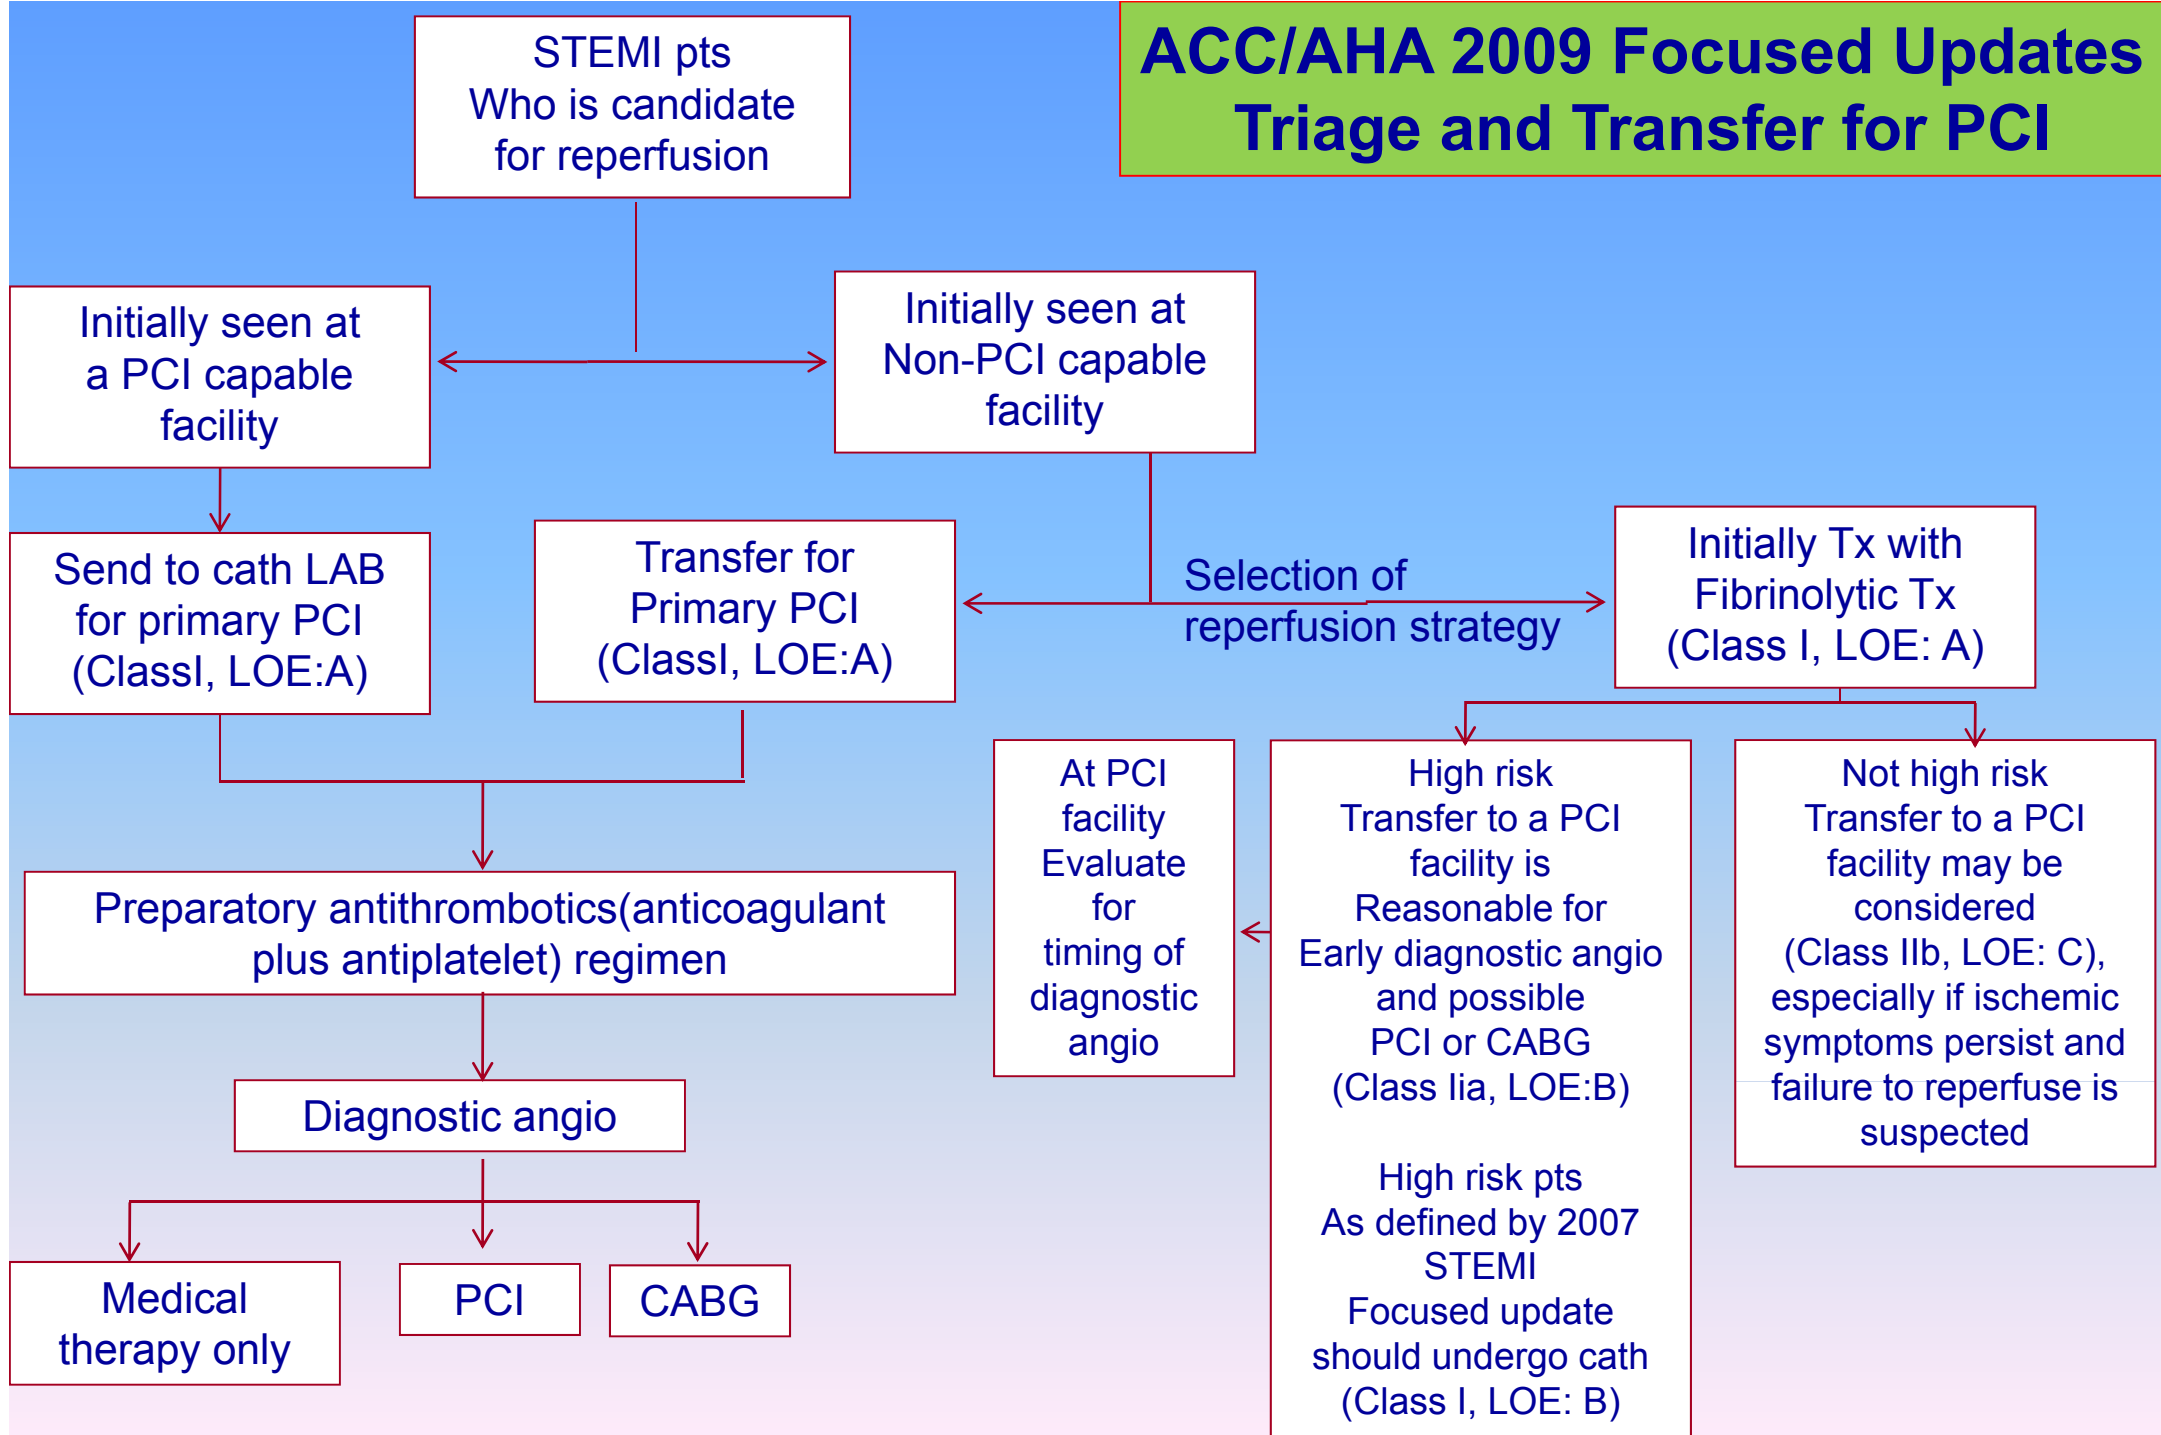 ACC/AHA 2009 Focused Updates
Triage and Transfer for PCI
STEMI pts
Who is candidate
for reperfusion
Initially seen at
a PCI capable
facility
Initially seen at
Non-PCI capable
facility
Send to cath LAB
for primary PCI
(ClassI, LOE:A)
Transfer for
Primary PCI
(ClassI, LOE:A)
Selection of
reperfusion strategy
Initially Tx with
Fibrinolytic Tx
(Class I, LOE: A)
Preparatory antithrombotics(anticoagulant
plus antiplatelet) regimen
Diagnostic angio
Medical
therapy only
PCI
CABG
At PCI
facility
Evaluate
for
timing of
diagnostic
angio
High risk
Transfer to a PCI
facility is
Reasonable for
Early diagnostic angio
and possible
PCI or CABG
(Class Iia, LOE:B)
High risk pts
As defined by 2007
STEMI
Focused update
should undergo cath
(Class I, LOE: B)
Not high risk
Transfer to a PCI
facility may be
considered
(Class IIb, LOE: C),
especially if ischemic
symptoms persist and
failure to reperfuse is
suspected